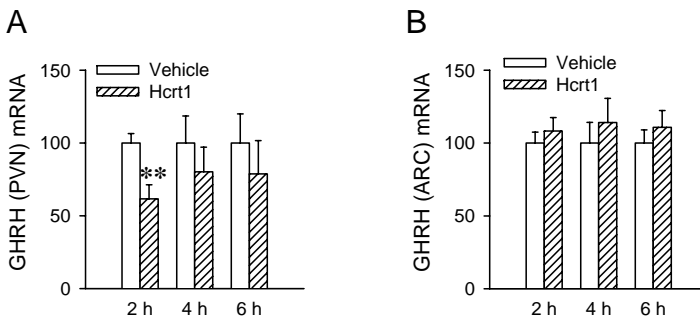 A
GHRH (PVN) mRNA
150
100
50
0
Vehicle
Hcrt1
**
2 h 4 h 6 h
B
GHRH (ARC) mRNA
150
100
50
0
Vehicle
Hcrt1
2 h 4 h 6 h